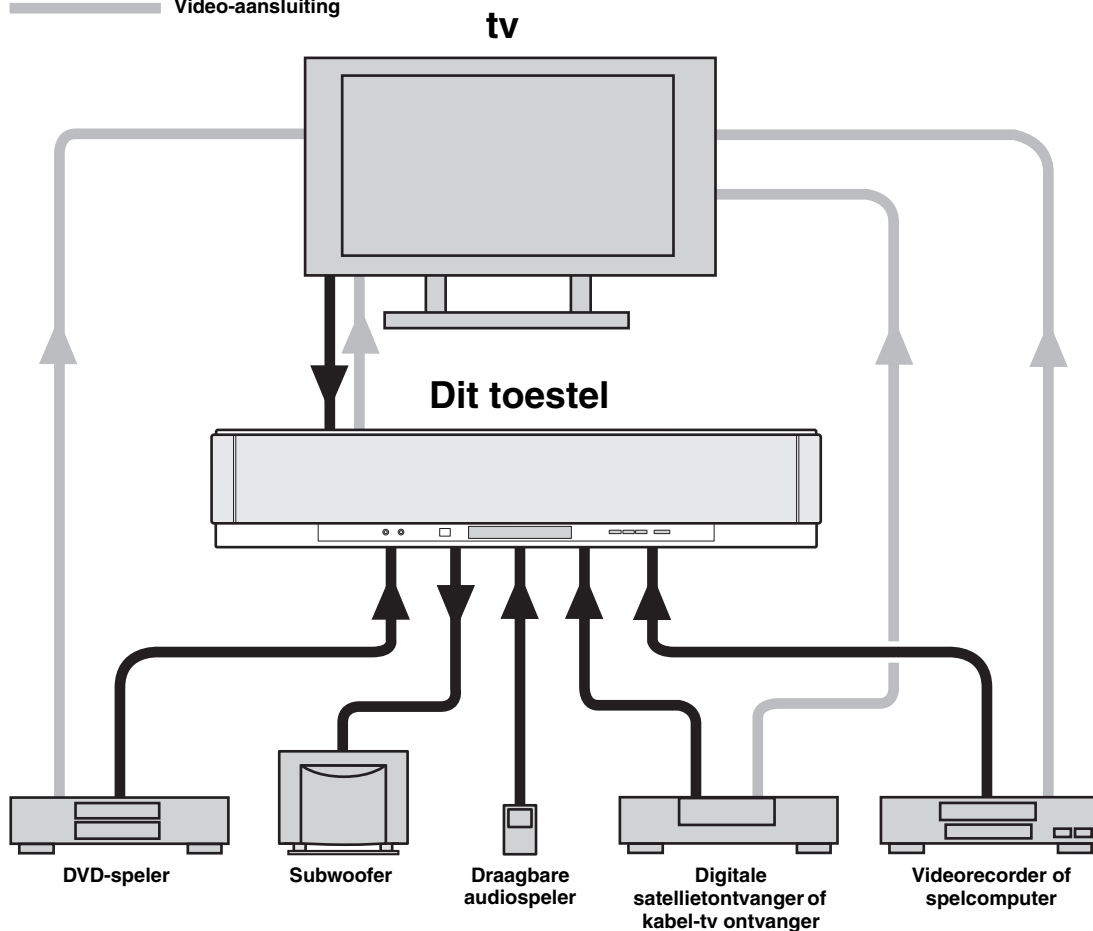 Video-aansluiting
tv
Dit toestel
DVD-speler
Subwoofer
Draagbare
audiospeler
Digitale
satellietontvanger of
kabel-tv ontvanger
Videorecorder of
spelcomputer